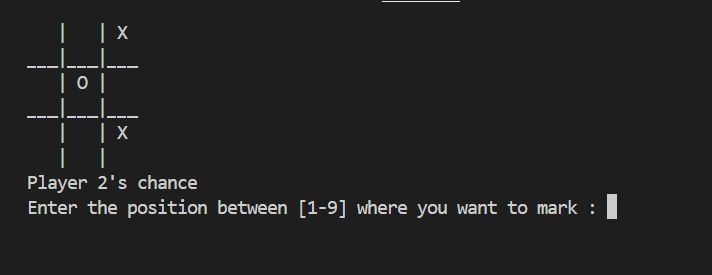 |   | X
___|___|___
   | O |
___|___|___
   |   | X
   |   |
Player 2's chance
Enter the position between [1-9] where you want to mark :